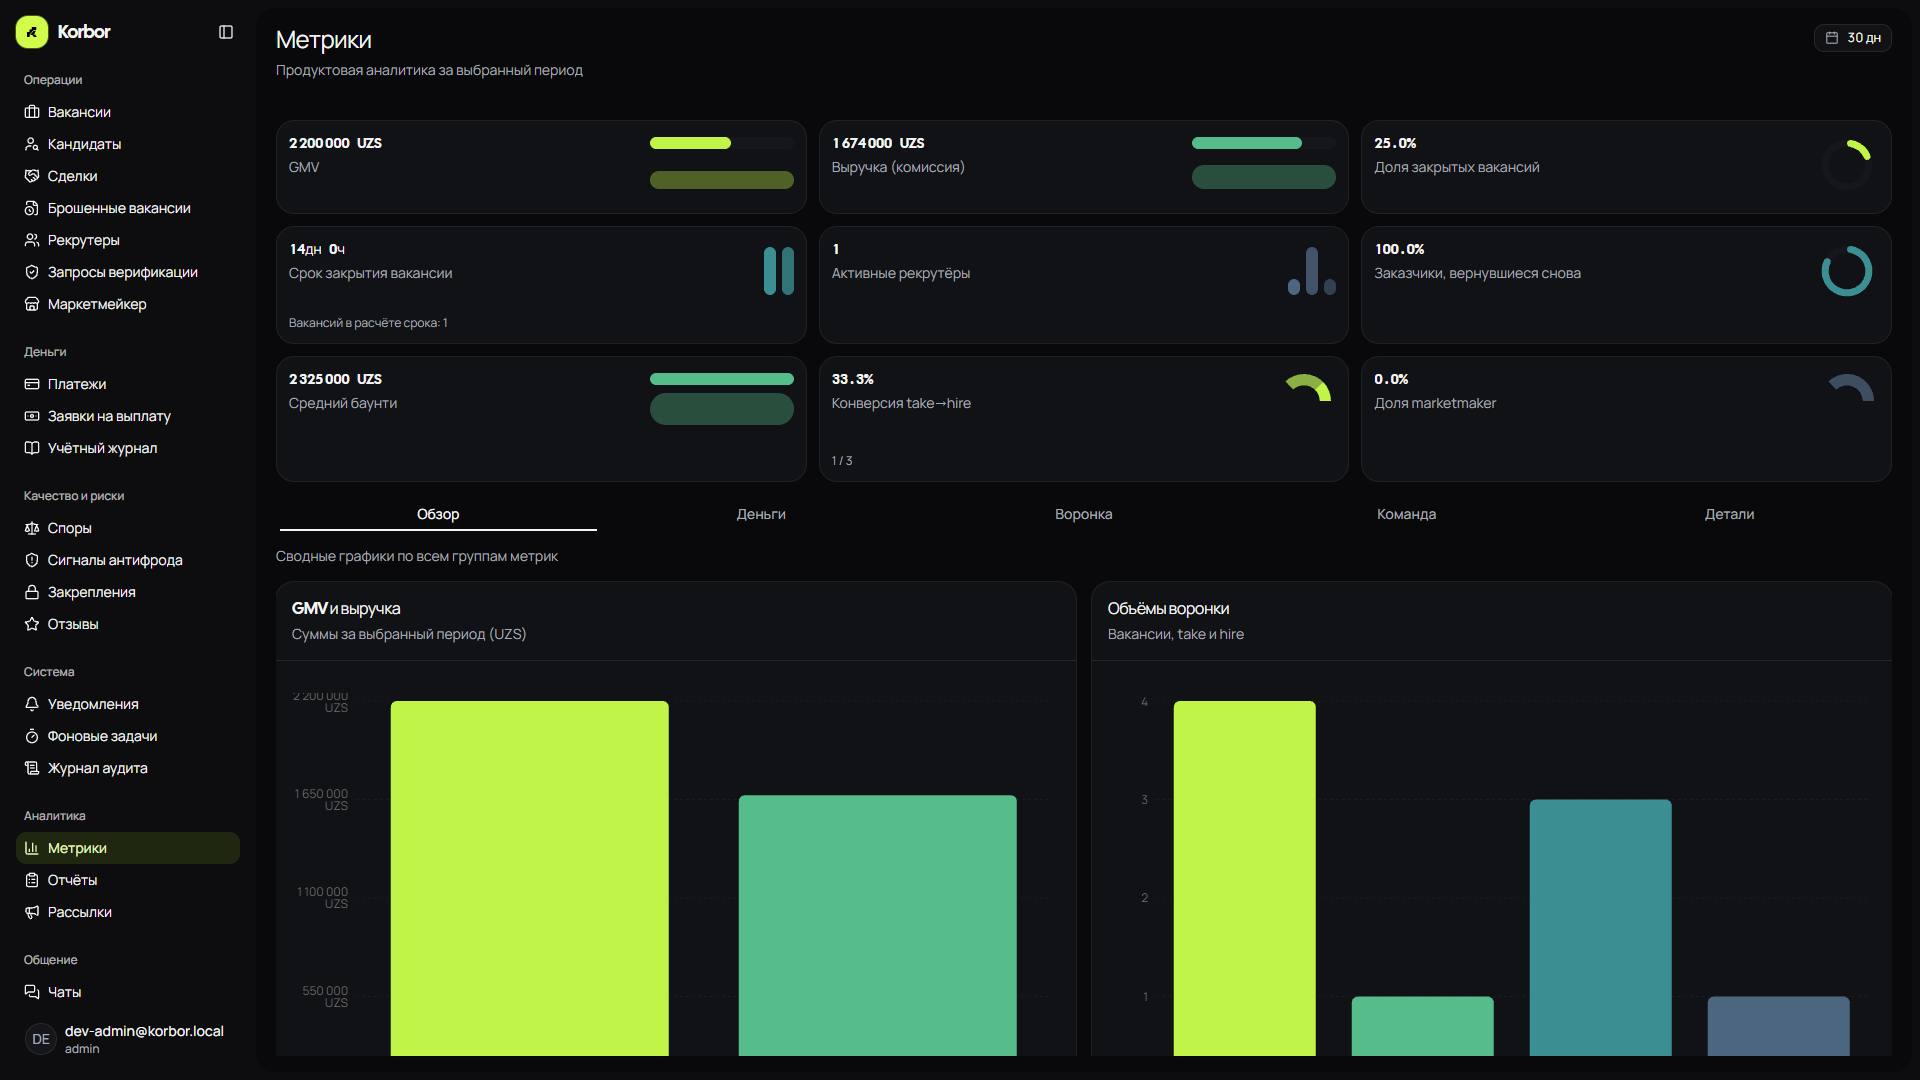 Korbor
Операции
Вакансии
Кандидаты
Сделки
Брошенные вакансии
Рекрутеры
Запросы верификации
Маркетмейкер
Деньги
Платежи
Заявки на выплату
Учётный журнал
Качество и риски
Споры
Сигналы антифрода
Закрепления
Отзывы
Система
Уведомления
Фоновые задачи
Журнал аудита
Аналитика
Метрики
Отчёты
Рассылки
Общение
Чаты
DE
dev-admin@korbor.local
admin
Метрики
30 дн
Продуктовая аналитика за выбранный период
2 200 000 UZS
GMV
1 674 000 UZS
Выручка (комиссия)
25.0%
Доля закрытых вакансий
14дн 0ч
Срок закрытия вакансии
Вакансий в расчёте срока: 1
1
Активные рекрутёры
100.0%
Заказчики, вернувшиеся снова
2 325 000 UZS
Средний баунти
33.3%
Конверсия take→hire
1 / 3
0.0%
Доля marketmaker
Обзор
Деньги
Воронка
Команда
Детали
Сводные графики по всем группам метрик
GMV и выручка
Суммы за выбранный период (UZS)
2 200 000
UZS
1 650 000
UZS
1 100 000
UZS
550 000
UZS
Объёмы воронки
Вакансии, take и hire
4
3
2
1